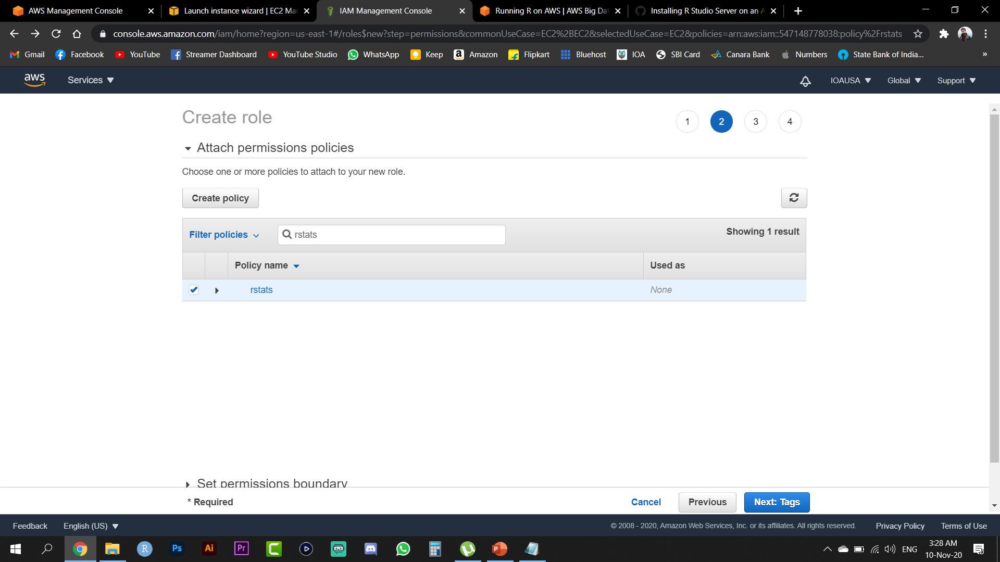 AWS Management Console
Launch instance wizard | EC2 Mar
IAM Management Console
Running R on AWS | AWS Big Dat
Installing R Studio Server on an A
console.aws.amazon.com/iam/home?region=us-east-1#/roles$new?step=permissions&commonUseCase=EC2%2BEC2&selectedUseCase=EC2&policies=arn:aws:iam::547148778038:policy%2Frstats
Gmail Facebook YouTube Streamer Dashboard YouTube Studio WhatsApp Keep Amazon Flipkart Bluehost IOA SBI Card Canara Bank Numbers State Bank of India... »
aws Services IOAUSA Global Support
Create role
1 2 3 4
Attach permissions policies
Choose one or more policies to attach to your new role.
Create policy
Filter policies rstats Showing 1 result
Policy name Used as
rstats None
Set permissions boundary
* Required Cancel Previous Next: Tags
Feedback English (US) © 2008 - 2020, Amazon Web Services, Inc. or its affiliates. All rights reserved. Privacy Policy Terms of Use
R Ps Ai Pr C P ENG 3:28 AM
10-Nov-20